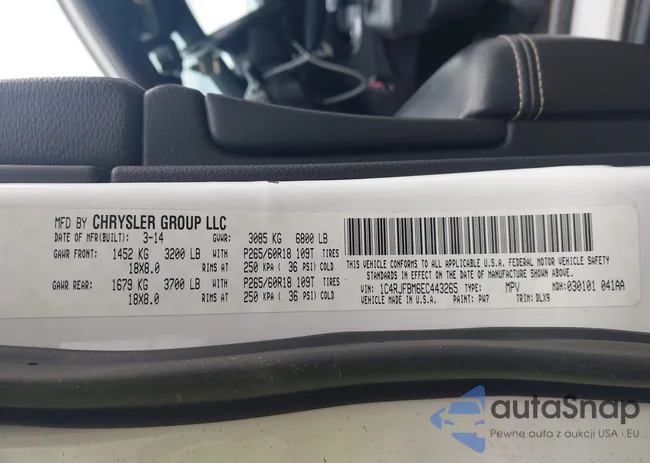 MFD BY CHRYSLER GROUP LLC
DATE OF MFR(BUILT): 3-14 GVWR: 3085 KG 6800 LB
GAWR FRONT: 1452 KG 3200 LB WITH P265/60R18 109T TIRES
18X8.0 RIMS AT 250 KPA ( 36 PSI) COLD
GAWR REAR: 1679 KG 3700 LB WITH P265/60R18 109T TIRES
18X8.0 RIMS AT 250 KPA ( 36 PSI) COLD
THIS VEHICLE CONFORMS TO ALL APPLICABLE U.S.A. FEDERAL MOTOR VEHICLE SAFETY
STANDARDS IN EFFECT ON THE DATE OF MANUFACTURE SHOWN ABOVE.
VIN: 1C4RJFBM6EC443265 TYPE: MPV MDH: 030101 041AA
VEHICLE MADE IN U.S.A. PAINT: PW7 TRIM: DLX9
autaSnap
Pewne auta z aukcji USA i EU